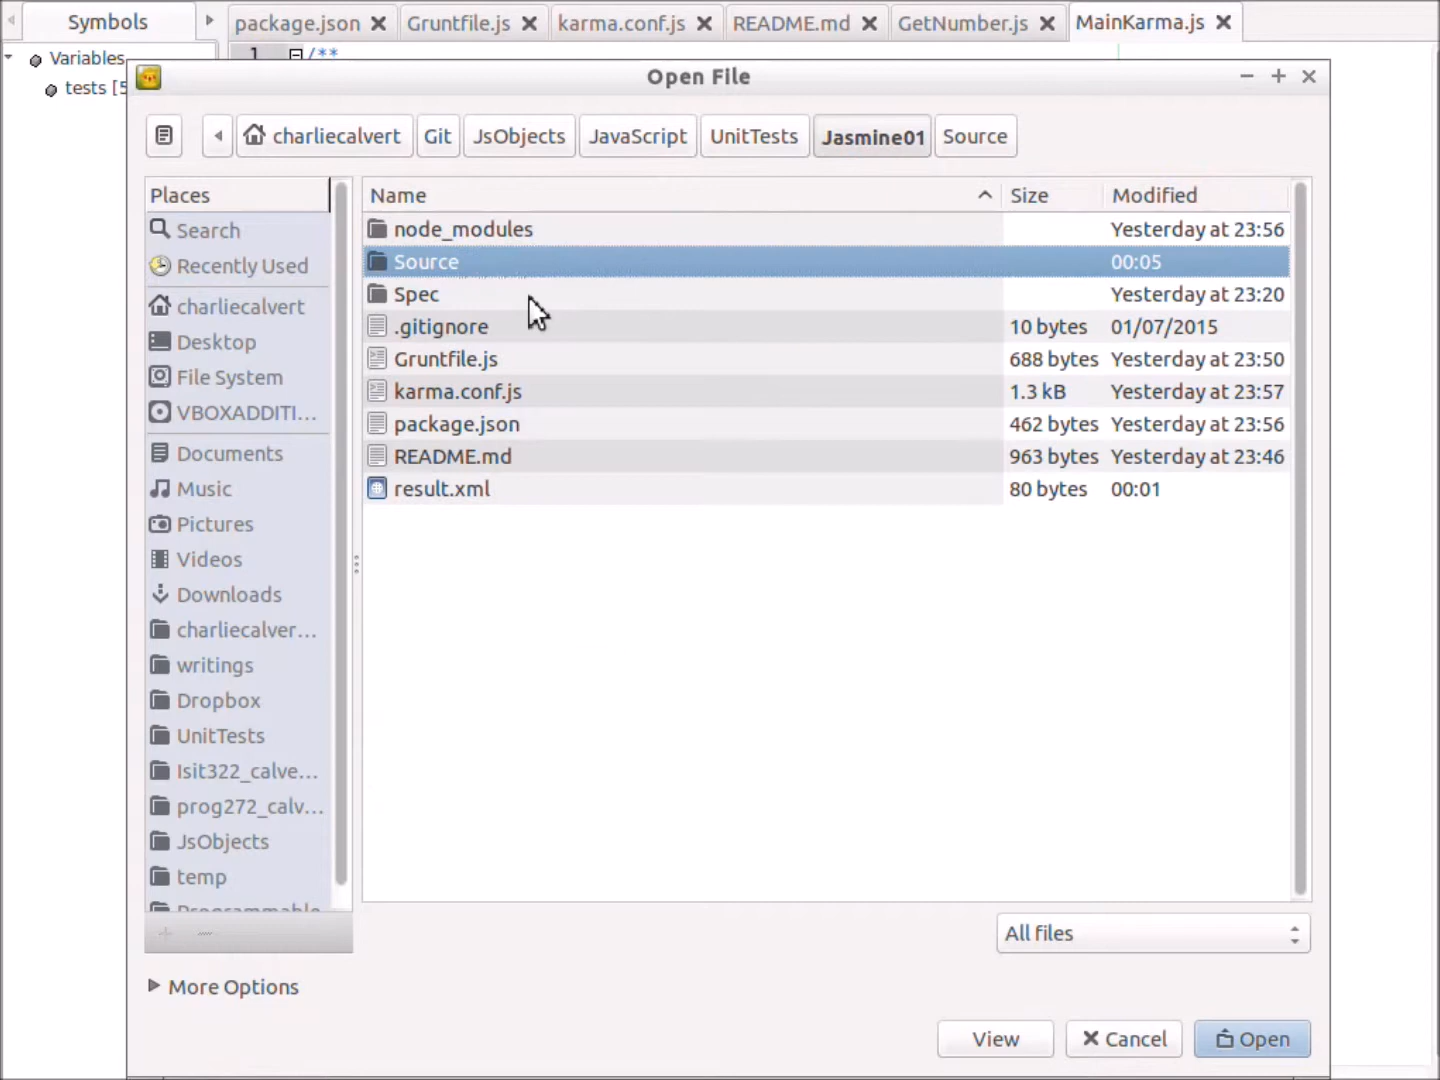 Symbols
package.json Gruntfile.js karma.conf.js README.md GetNumber.js MainKarma.js
Variables
1 /**
tests [5
Open File
charliecalvert Git JsObjects JavaScript UnitTests Jasmine01 Source
Places
Name Size Modified
Search
node_modules Yesterday at 23:56
Recently Used
Source 00:05
charliecalvert
Spec Yesterday at 23:20
Desktop
.gitignore 10 bytes 01/07/2015
File System
Gruntfile.js 688 bytes Yesterday at 23:50
VBOXADDITI...
karma.conf.js 1.3 kB Yesterday at 23:57
Documents
package.json 462 bytes Yesterday at 23:56
Music
README.md 963 bytes Yesterday at 23:46
Pictures
result.xml 80 bytes 00:01
Videos
Downloads
charliecalver...
writings
Dropbox
UnitTests
Isit322_calve...
prog272_calv...
JsObjects
temp
Programmable
All files
More Options
View Cancel Open